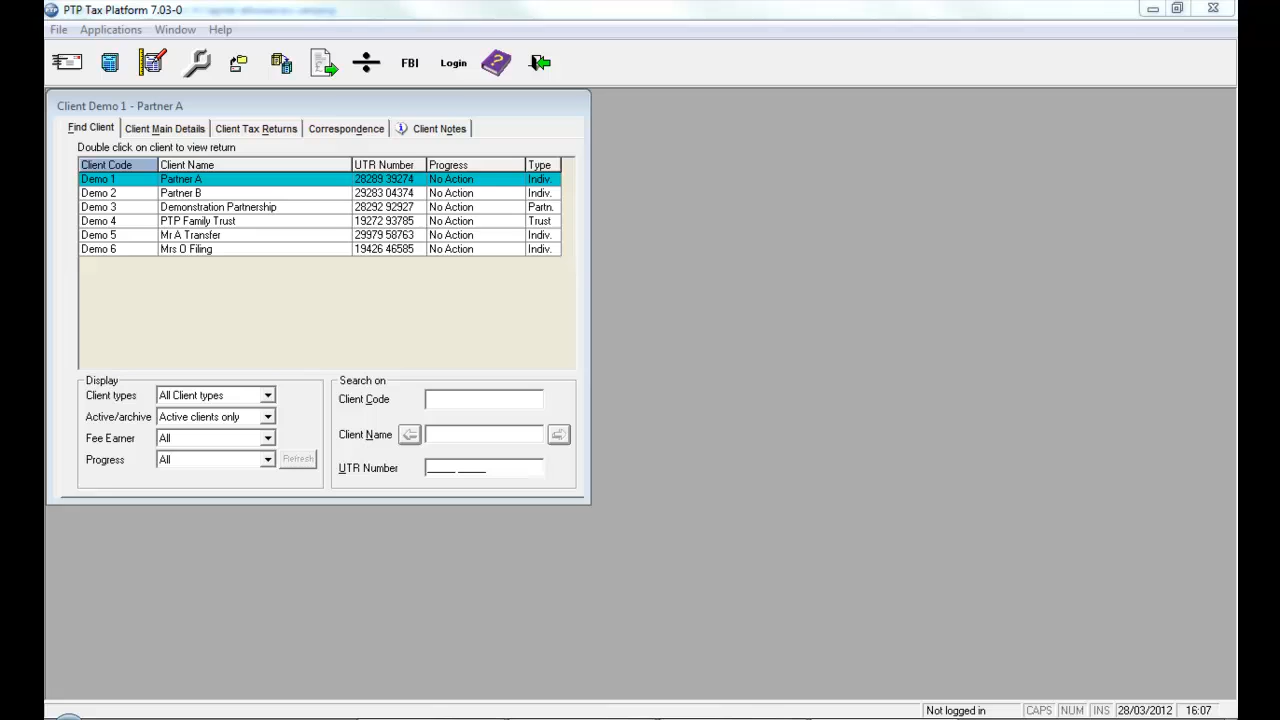 PTP Tax Platform 7.03-0
File Applications Window Help
FBI Login
Client Demo 1 - Partner A
Find Client Client Main Details Client Tax Returns Correspondence Client Notes
Double click on client to view return
Client Code Client Name UTR Number Progress Type
Demo 1 Partner A 28289 39274 No Action Indiv.
Demo 2 Partner B 29283 04374 No Action Indiv.
Demo 3 Demonstration Partnership 28292 92927 No Action Partn.
Demo 4 PTP Family Trust 19272 93785 No Action Trust
Demo 5 Mr A Transfer 29979 58763 No Action Indiv.
Demo 6 Mrs O Filing 19426 46585 No Action Indiv.
Display Search on
Client types All Client types Client Code
Active/archive Active clients only
Fee Earner All Client Name
Progress All Refresh UTR Number
Not logged in CAPS NUM INS 28/03/2012 16:07